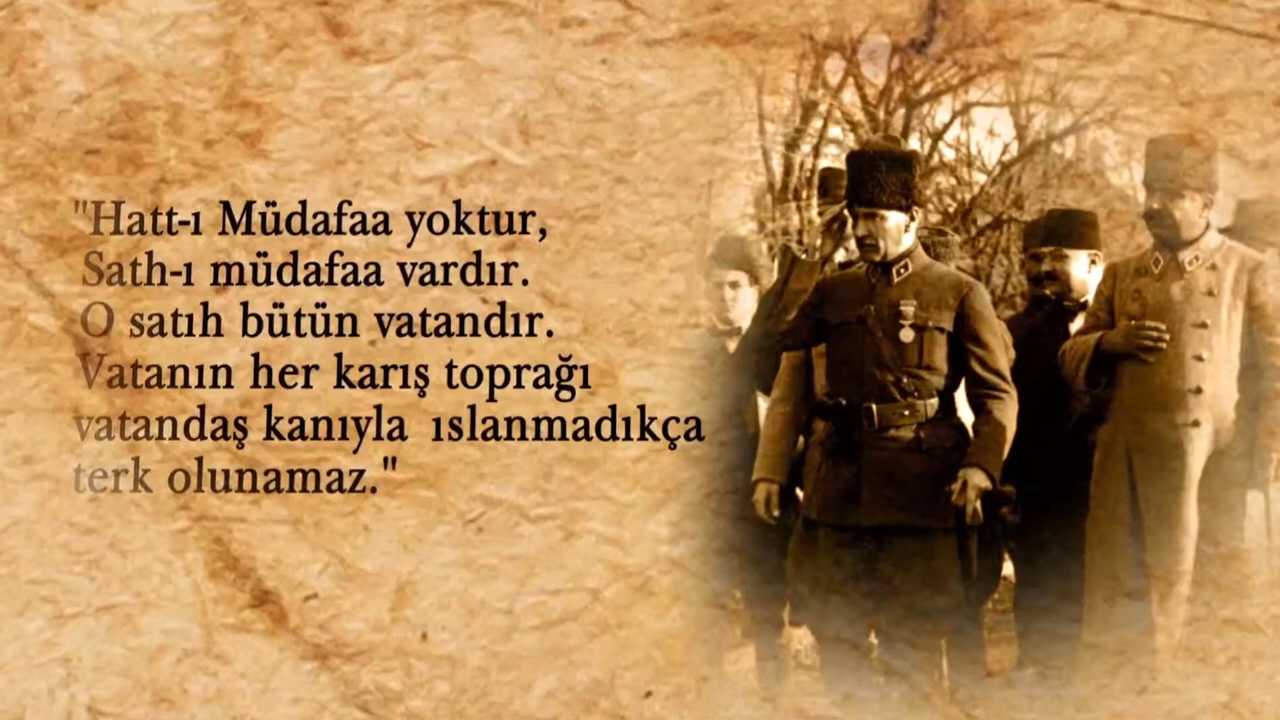 "Hatt-ı Müdafaa yoktur,
Sath-ı müdafaa vardır.
O satıh bütün vatandır.
Vatanın her karış toprağı
vatandaş kanıyla ıslanmadıkça
terk olunamaz."